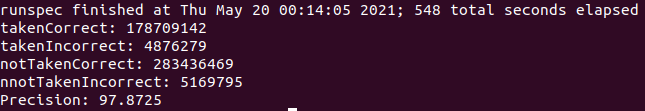 runspec finished at Thu May 20 00:14:05 2021; 548 total seconds elapsed
takenCorrect: 178709142
takenIncorrect: 4876279
notTakenCorrect: 283436469
nnotTakenIncorrect: 5169795
Precision: 97.8725